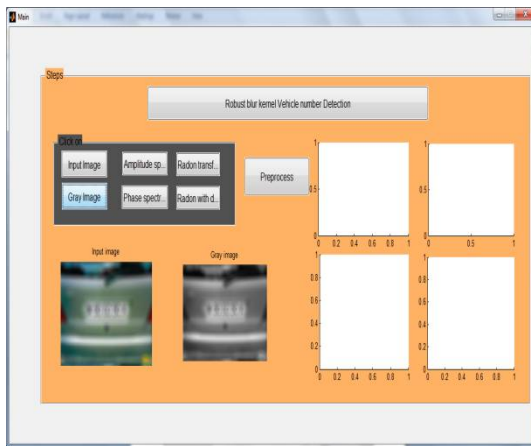 Main
Steps
Robust blur kernel Vehicle number Detection
Click on
Input Image
Amplitude sp...
Radon transf...
Gray Image
Phase spectr...
Radon with d...
Preprocess
1
0.5
0
0 0.2 0.4 0.6 0.8 1
1
0.5
0
0 0.5 1
Input image
Gray image
1
0.8
0.6
0.4
0.2
0
0 0.2 0.4 0.6 0.8 1
1
0.8
0.6
0.4
0.2
0
0 0.2 0.4 0.6 0.8 1